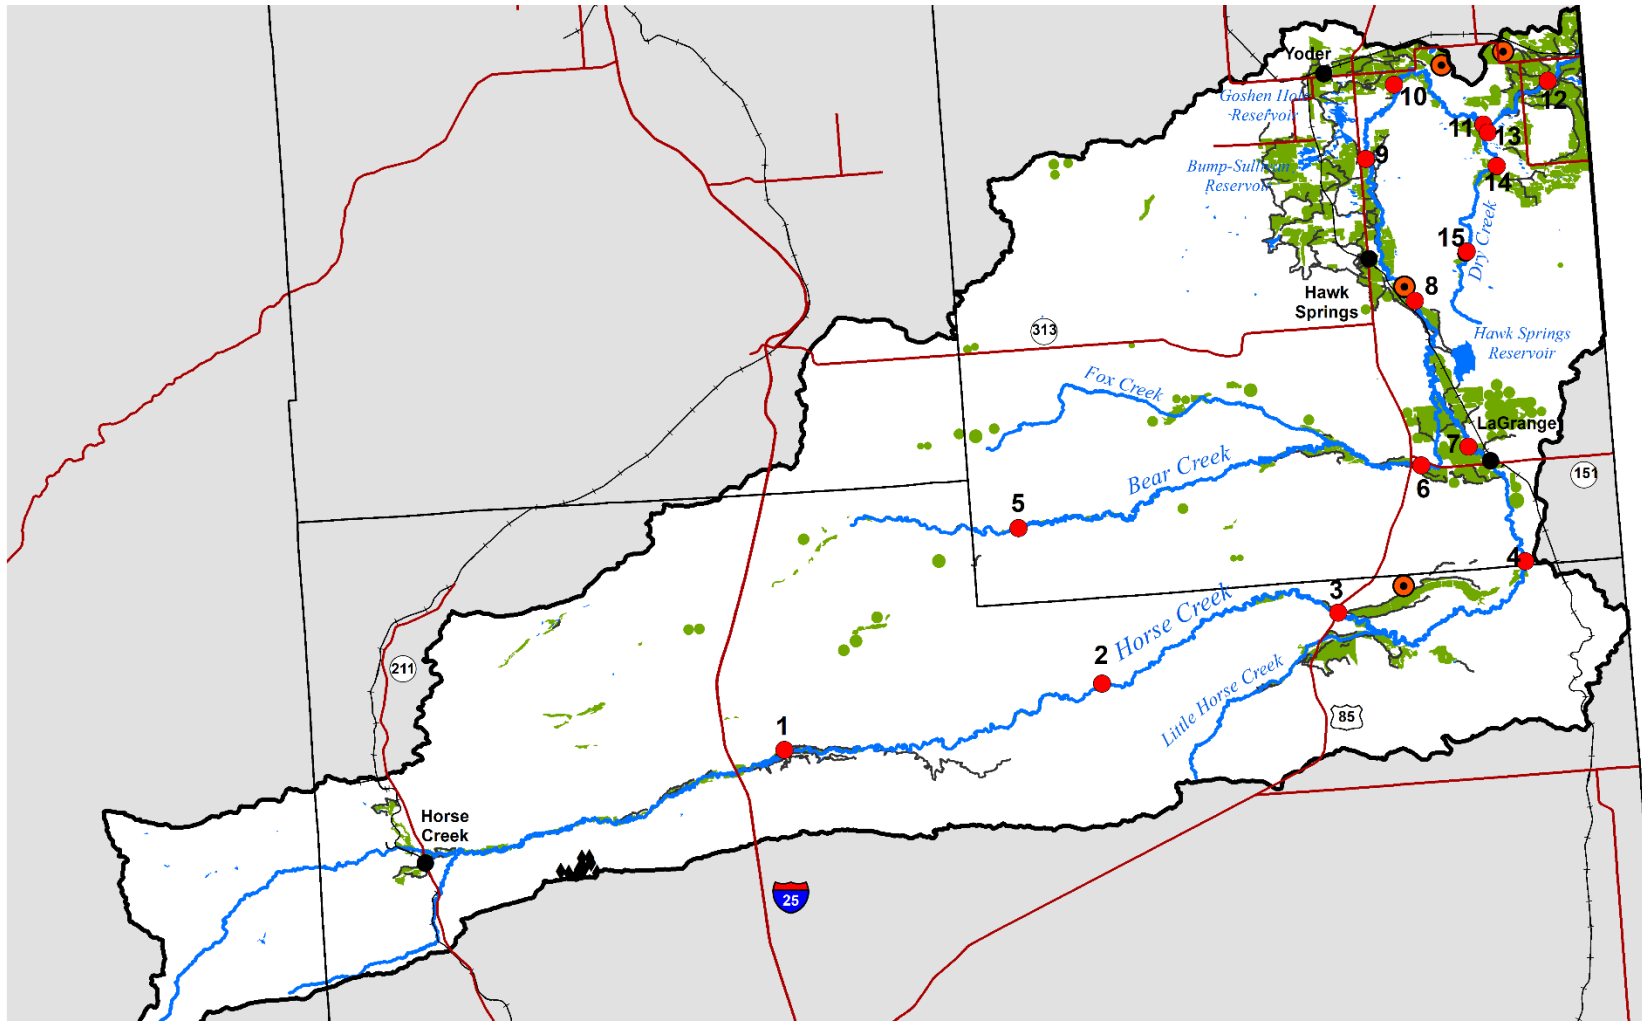 Yoder
Goshen Hole
Reservoir
10
12
11
13
Bump-Sullivan
Reservoir
9
14
15
Dry Creek
8
Hawk
Springs
313
Hawk Springs
Reservoir
Fox Creek
LaGrange
7
Bear Creek
6
151
5
4
3
Horse Creek
2
Little Horse Creek
211
85
1
Horse
Creek
25